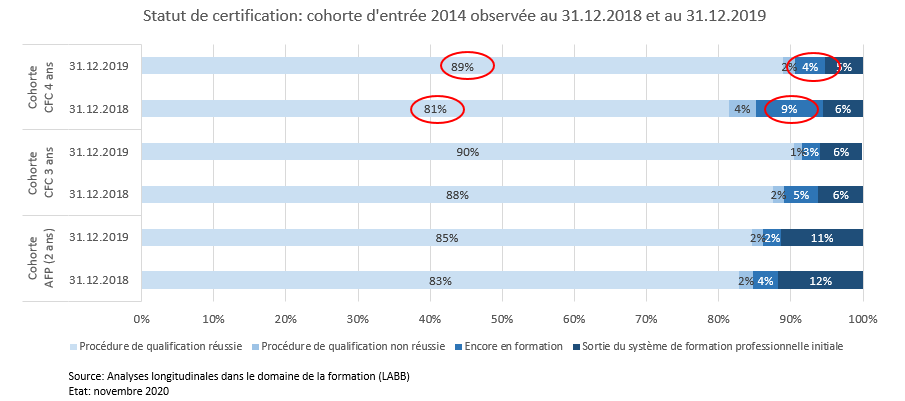 Statut de certification: cohorte d'entrée 2014 observée au 31.12.2018 et au 31.12.2019
Cohorte
CFC 4 ans
31.12.2019
89%
2%
4%
5%
31.12.2018
81%
4%
9%
6%
Cohorte
CFC 3 ans
31.12.2019
90%
1%
3%
6%
31.12.2018
88%
2%
5%
6%
Cohorte
AFP (2 ans)
31.12.2019
85%
2%
2%
11%
31.12.2018
83%
2%
4%
12%
0% 10% 20% 30% 40% 50% 60% 70% 80% 90% 100%
Procédure de qualification réussie Procédure de qualification non réussie Encore en formation Sortie du système de formation professionnelle initiale
Source: Analyses longitudinales dans le domaine de la formation (LABB)
Etat: novembre 2020